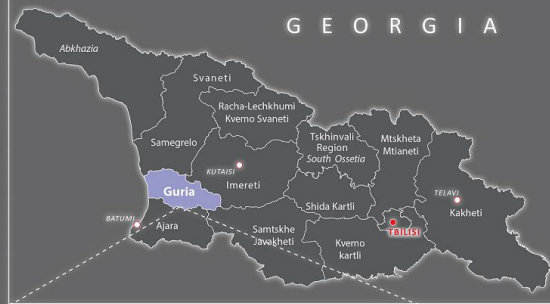 GEORGIA
Abkhazia
Svaneti
Racha-Lechkhumi
Kvemo Svaneti
Samegrelo
Tskhinvali
Region
South Ossetia
Mtskheta
Mtianeti
KUTAISI
Imereti
Guria
TELAVI
Kakheti
Shida Kartli
BATUMI
Ajara
Samtskhe
Javakheti
Kvemo
kartli
TBILISI